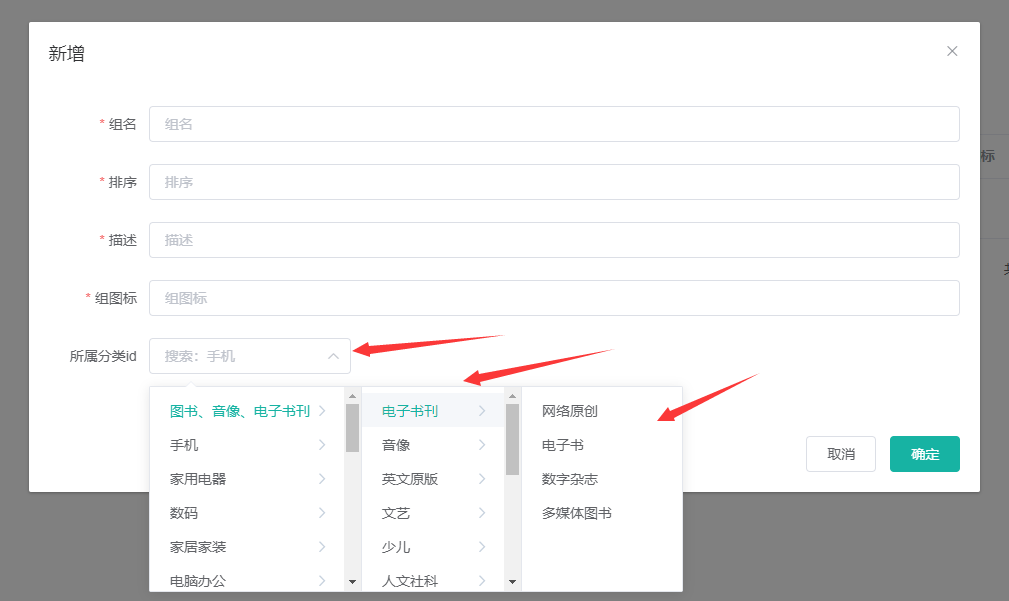 新增
* 组名 组名
标
* 排序 排序
* 描述 描述
* 组图标 组图标
所属分类id 搜索：手机
图书、音像、电子书刊 电子书刊 网络原创
手机 音像 电子书
家用电器 英文原版 数字杂志
数码 文艺 多媒体图书
家居家装 少儿
电脑办公 人文社科
取消 确定